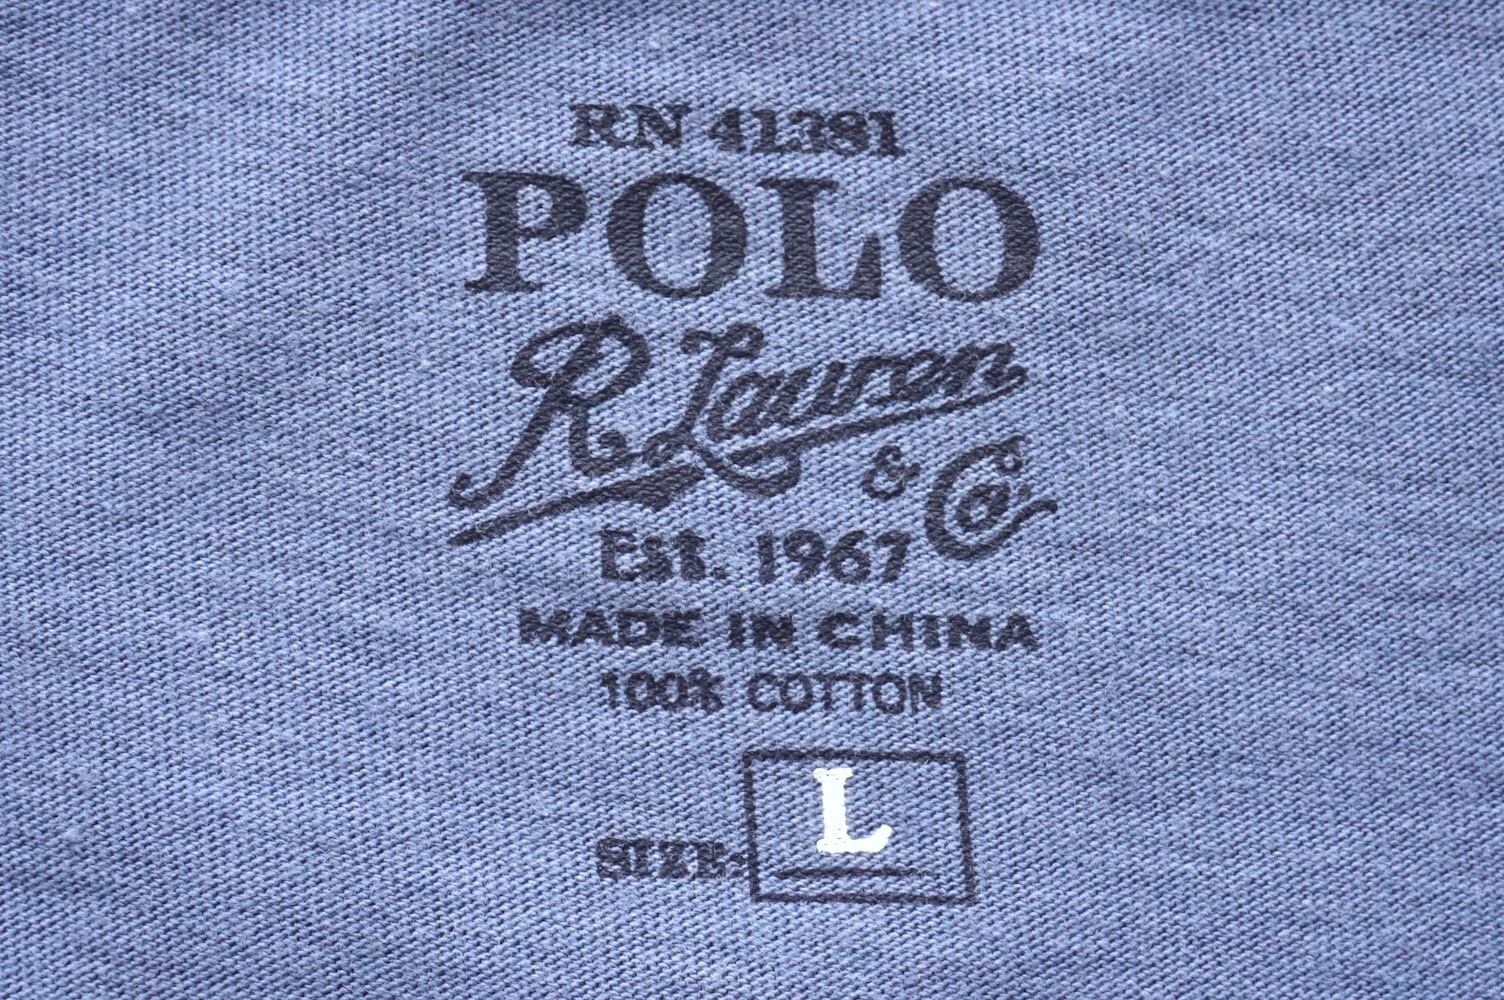 RN 41381
POLO
R. Lauren
& Co.
Est. 1967
MADE IN CHINA
100% COTTON
L
SIZE: